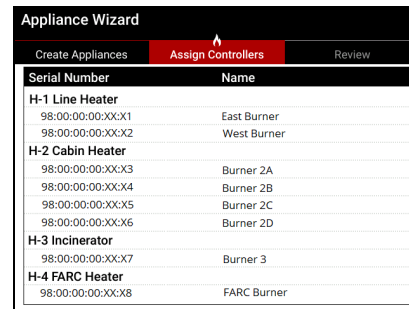 Appliance Wizard
Create Appliances Assign Controllers Review
Serial Number Name
H-1 Line Heater
98:00:00:00:XX:X1 East Burner
98:00:00:00:XX:X2 West Burner
H-2 Cabin Heater
98:00:00:00:XX:X3 Burner 2A
98:00:00:00:XX:X4 Burner 2B
98:00:00:00:XX:X5 Burner 2C
98:00:00:00:XX:X6 Burner 2D
H-3 Incinerator
98:00:00:00:XX:X7 Burner 3
H-4 FARC Heater
98:00:00:00:XX:X8 FARC Burner